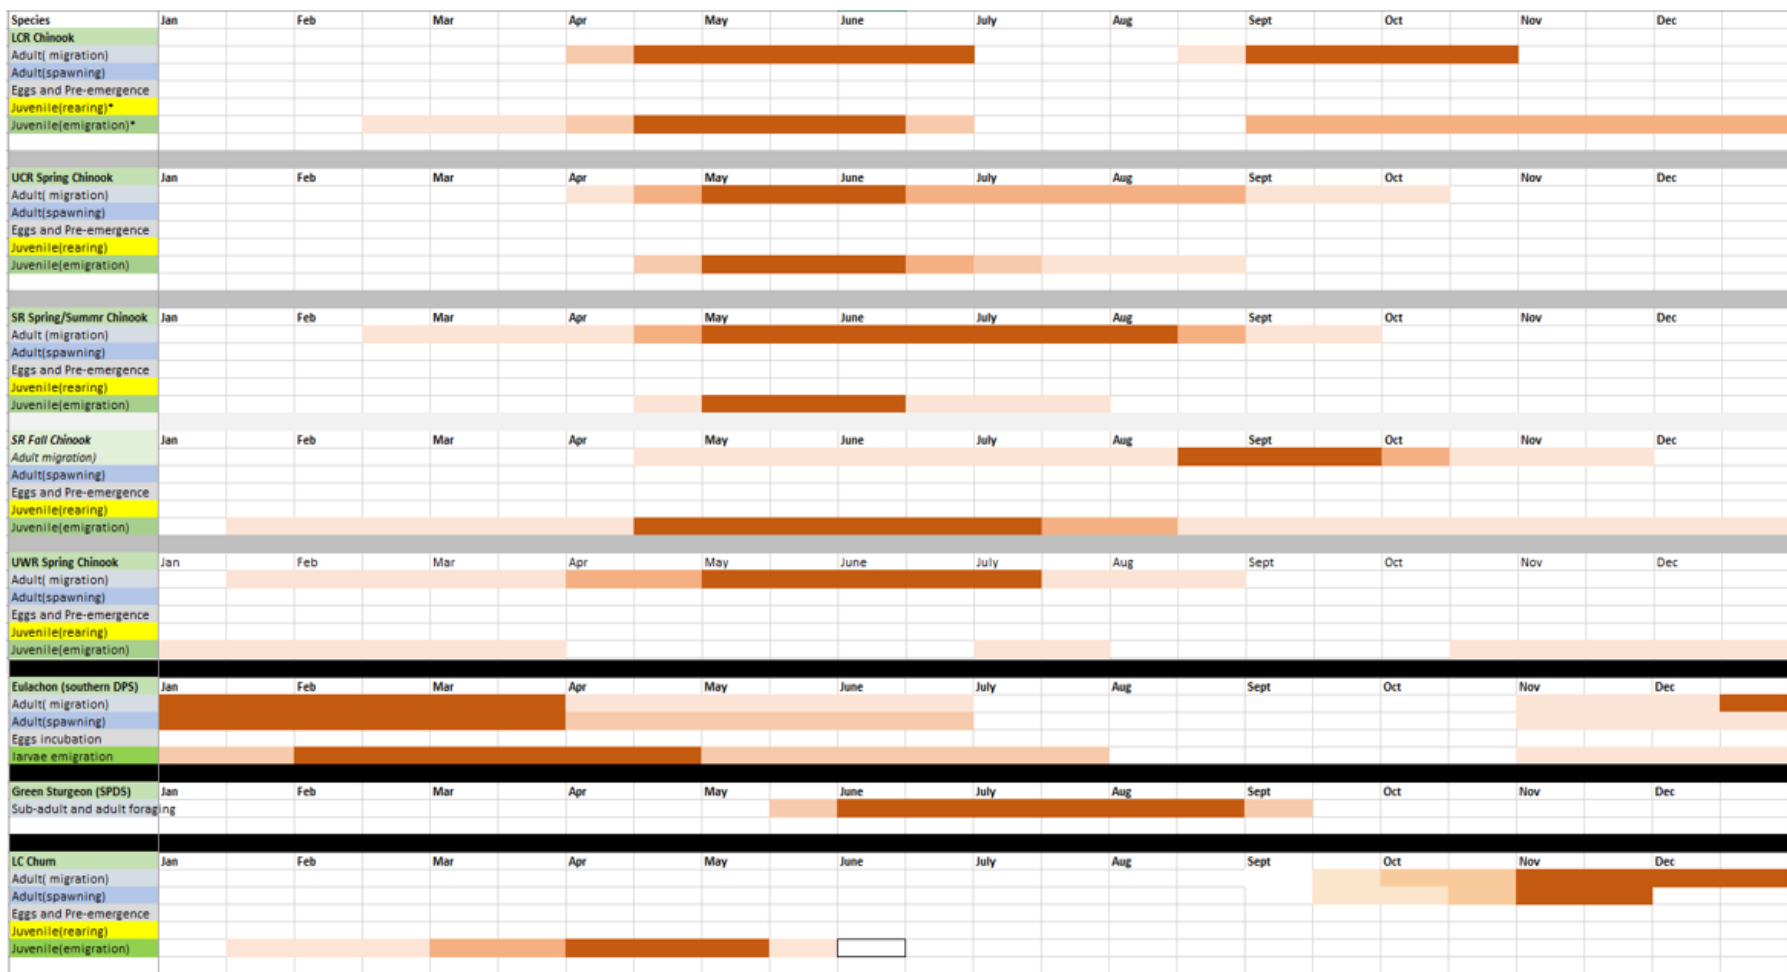 Species Jan Feb Mar Apr May June July Aug Sept Oct Nov Dec
LCR Chinook
Adult( migration)
Adult(spawning)
Eggs and Pre-emergence
Juvenile(rearing)*
Juvenile(emigration)*
UCR Spring Chinook Jan Feb Mar Apr May June July Aug Sept Oct Nov Dec
Adult( migration)
Adult(spawning)
Eggs and Pre-emergence
Juvenile(rearing)
Juvenile(emigration)
SR Spring/Summr Chinook Jan Feb Mar Apr May June July Aug Sept Oct Nov Dec
Adult (migration)
Adult(spawning)
Eggs and Pre-emergence
Juvenile(rearing)
Juvenile(emigration)
SR Fall Chinook Jan Feb Mar Apr May June July Aug Sept Oct Nov Dec
Adult migration)
Adult(spawning)
Eggs and Pre-emergence
Juvenile(rearing)
Juvenile(emigration)
UWR Spring Chinook Jan Feb Mar Apr May June July Aug Sept Oct Nov Dec
Adult( migration)
Adult(spawning)
Eggs and Pre-emergence
Juvenile(rearing)
Juvenile(emigration)
Eulachon (southern DPS) Jan Feb Mar Apr May June July Aug Sept Oct Nov Dec
Adult( migration)
Adult(spawning)
Eggs incubation
larvae emigration
Green Sturgeon (SPDS) Jan Feb Mar Apr May June July Aug Sept Oct Nov Dec
Sub-adult and adult foraging
LC Chum Jan Feb Mar Apr May June July Aug Sept Oct Nov Dec
Adult( migration)
Adult(spawning)
Eggs and Pre-emergence
Juvenile(rearing)
Juvenile(emigration)